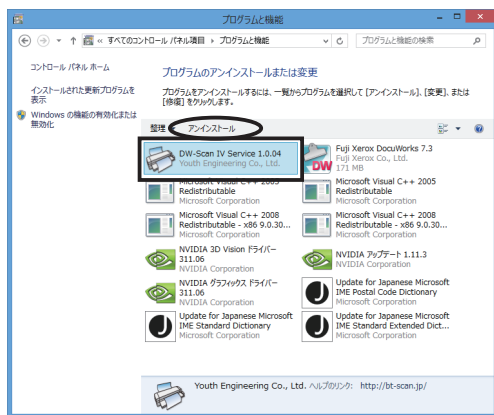 プログラムと機能
« すべてのコントロール パネル項目 ▸ プログラムと機能
プログラムと機能の検索
コントロール パネル ホーム
インストールされた更新プログラムを
表示
Windows の機能の有効化または
無効化
プログラムのアンインストールまたは変更
プログラムをアンインストールするには、一覧からプログラムを選択して [アンインストール]、[変更]、または
[修復] をクリックします。
整理 アンインストール
DW-Scan IV Service 1.0.04
Youth Engineering Co., Ltd.
Fuji Xerox DocuWorks 7.3
Fuji Xerox Co., Ltd.
171 MB
Microsoft Visual C++ 2005
Redistributable
Microsoft Corporation
Microsoft Visual C++ 2005
Redistributable
Microsoft Corporation
Microsoft Visual C++ 2008
Redistributable - x86 9.0.30...
Microsoft Corporation
Microsoft Visual C++ 2008
Redistributable - x86 9.0.30...
Microsoft Corporation
NVIDIA 3D Vision ドライバー
311.06
NVIDIA Corporation
NVIDIA アップデート 1.11.3
NVIDIA Corporation
NVIDIA グラフィックス ドライバー
311.06
NVIDIA Corporation
Update for Japanese Microsoft
IME Postal Code Dictionary
Microsoft Corporation
Update for Japanese Microsoft
IME Standard Dictionary
Microsoft Corporation
Update for Japanese Microsoft
IME Standard Extended Dict...
Microsoft Corporation
Youth Engineering Co., Ltd. ヘルプのリンク: http://bt-scan.jp/